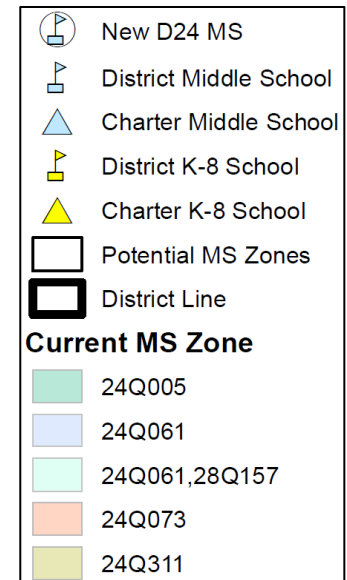 New D24 MS
District Middle School
Charter Middle School
District K-8 School
Charter K-8 School
Potential MS Zones
District Line
Current MS Zone
24Q005
24Q061
24Q061,28Q157
24Q073
24Q311